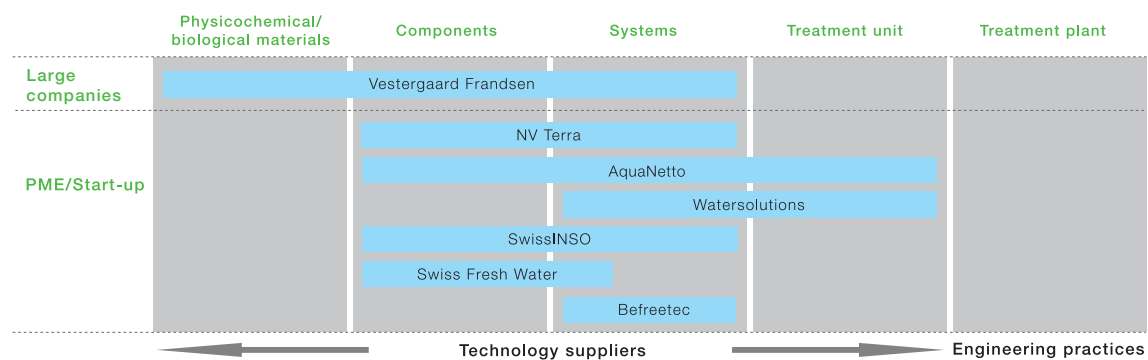 Physicochemical/
biological materials
Components
Systems
Treatment unit
Treatment plant
Large
companies
Vestergaard Frandsen
PME/Start-up
NV Terra
AquaNetto
Watersolutions
SwissINSO
Swiss Fresh Water
Befreetec
Technology suppliers
Engineering practices